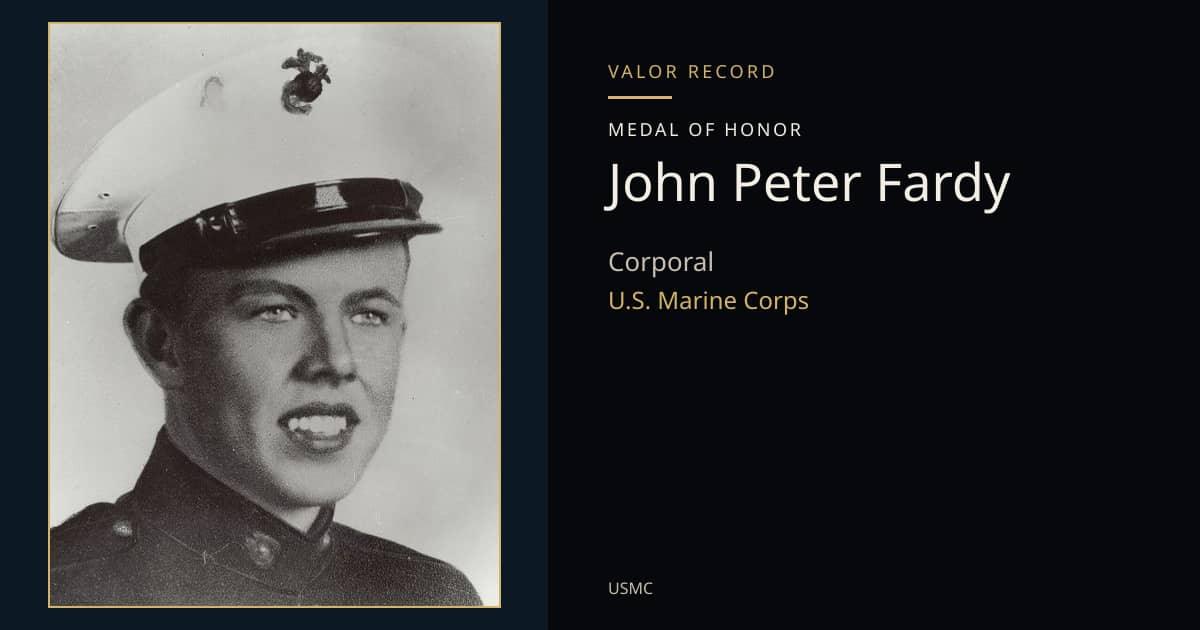 VALOR RECORD
MEDAL OF HONOR
John Peter Fardy
Corporal
U.S. Marine Corps
USMC